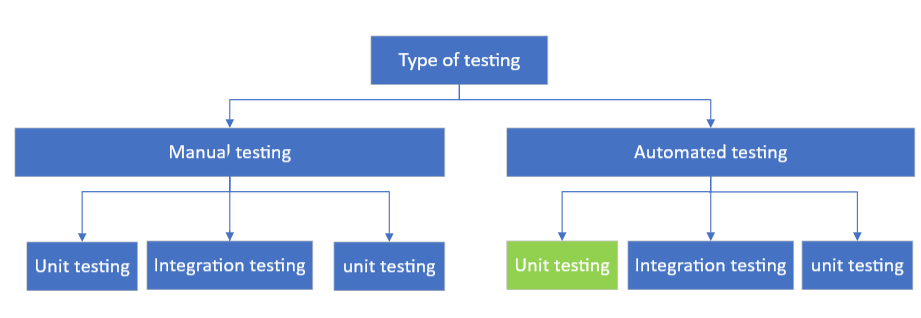 Type of testing
Manual testing
Automated testing
Unit testing
Integration testing
unit testing
Unit testing
Integration testing
unit testing